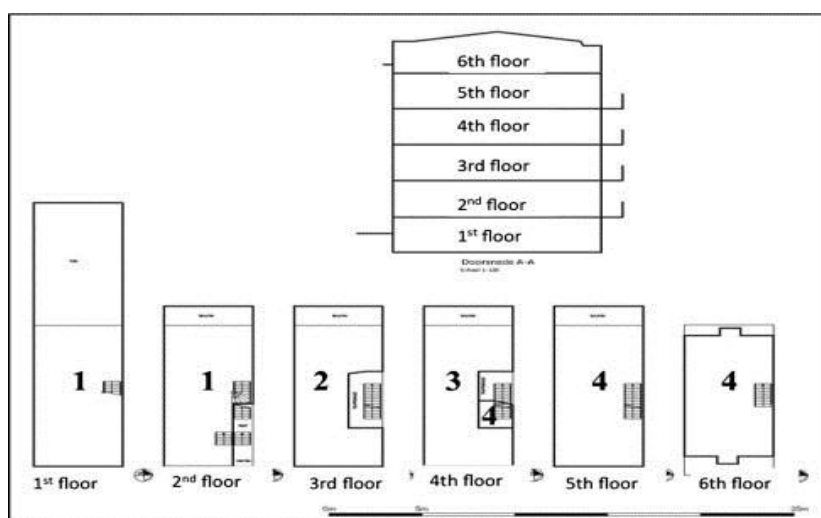 6th floor
5th floor
4th floor
3rd floor
2nd floor
1st floor
Doorsnede A-A
1
1
2
3
4
4
4
1st floor
2nd floor
3rd floor
4th floor
5th floor
6th floor
0m
5m
25m